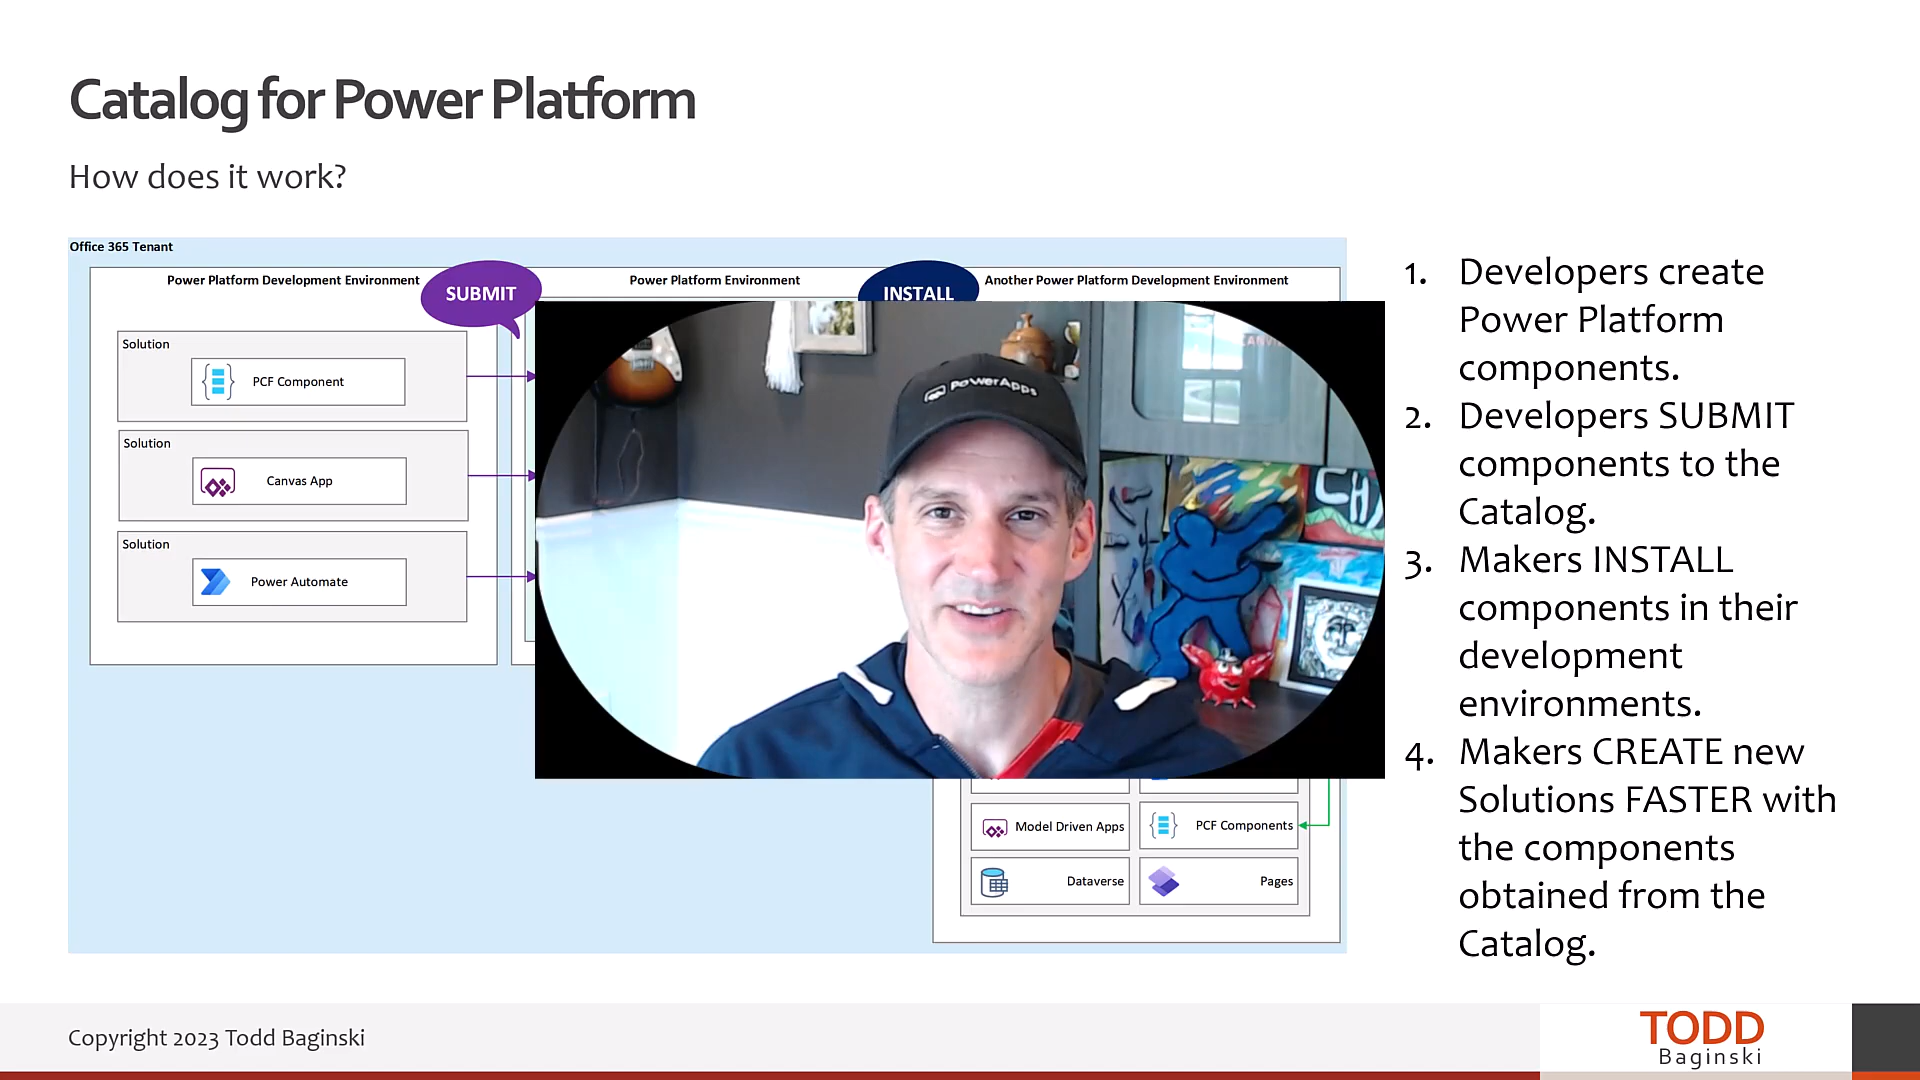 Catalog for Power Platform
How does it work?
Office 365 Tenant
Power Platform Development Environment
SUBMIT
Power Platform Environment
INSTALL
Another Power Platform Development Environment
Solution
PCF Component
Solution
Canvas App
Solution
Power Automate
PowerApps
Model Driven Apps
PCF Components
Dataverse
Pages
1. Developers create
Power Platform
components.
2. Developers SUBMIT
components to the
Catalog.
3. Makers INSTALL
components in their
development
environments.
4. Makers CREATE new
Solutions FASTER with
the components
obtained from the
Catalog.
Copyright 2023 Todd Baginski
TODD
Baginski